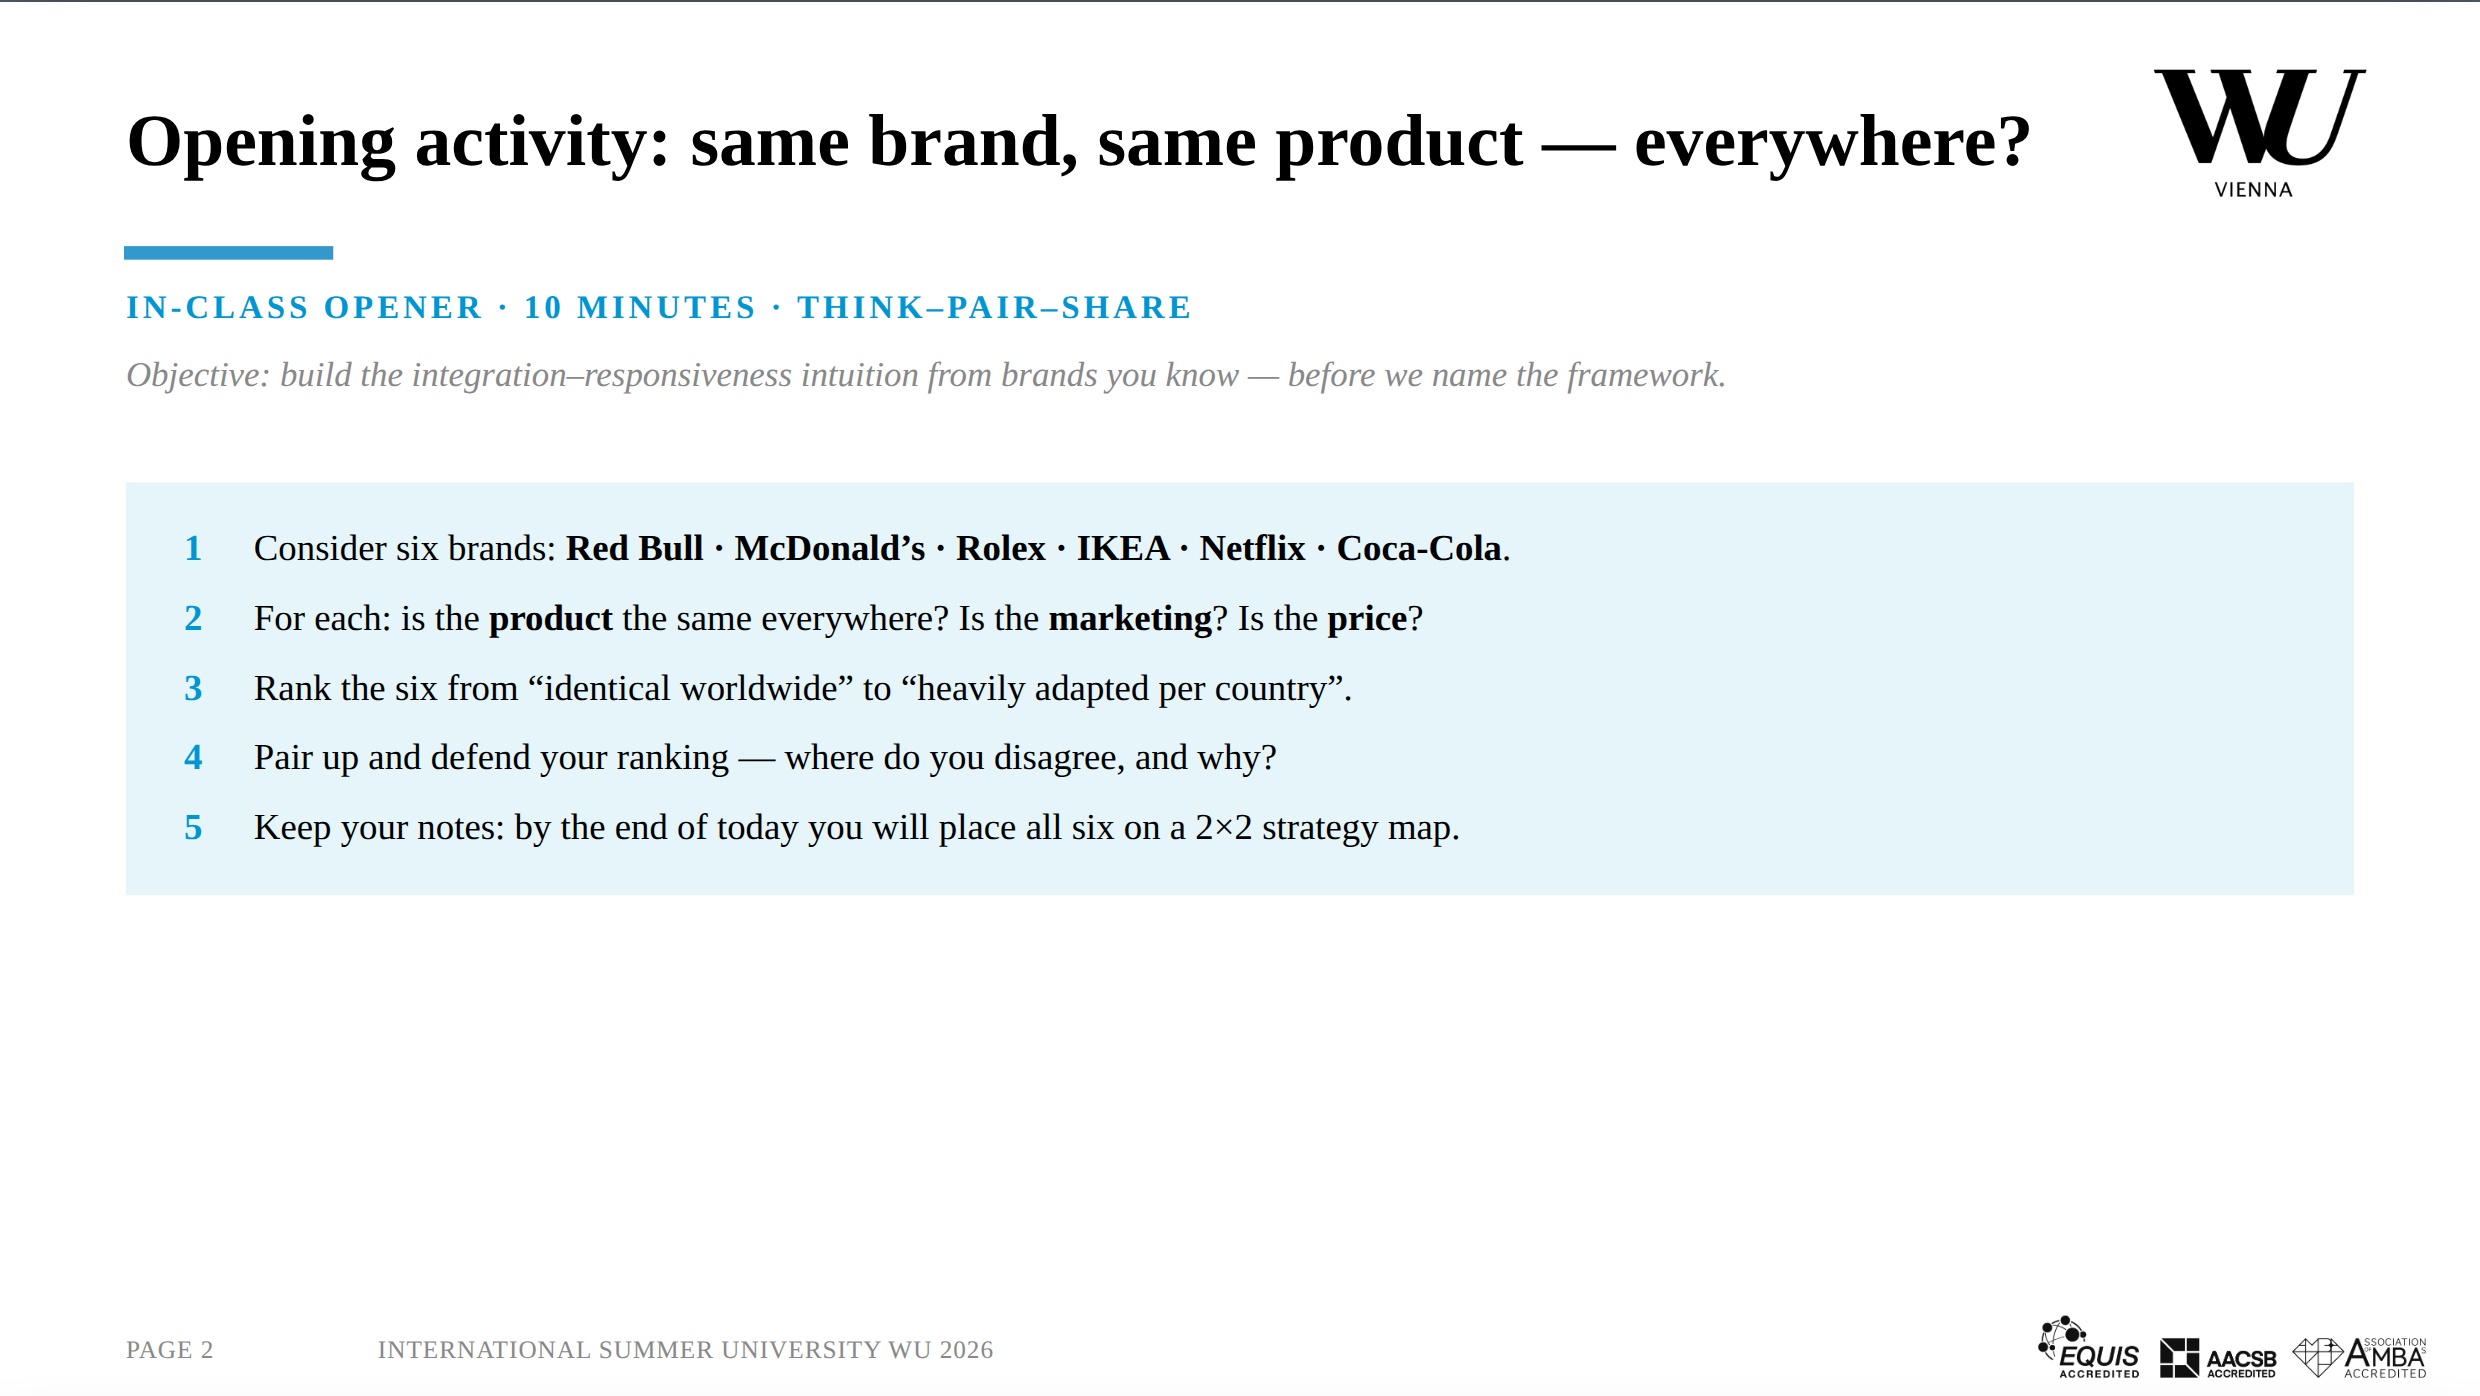 Opening activity: same brand, same product — everywhere?
WU
VIENNA
IN-CLASS OPENER · 10 MINUTES · THINK–PAIR–SHARE
Objective: build the integration–responsiveness intuition from brands you know — before we name the framework.
1 Consider six brands: Red Bull · McDonald’s · Rolex · IKEA · Netflix · Coca-Cola.
2 For each: is the product the same everywhere? Is the marketing? Is the price?
3 Rank the six from “identical worldwide” to “heavily adapted per country”.
4 Pair up and defend your ranking — where do you disagree, and why?
5 Keep your notes: by the end of today you will place all six on a 2×2 strategy map.
PAGE 2 INTERNATIONAL SUMMER UNIVERSITY WU 2026
EQUIS
ACCREDITED
AACSB
ACCREDITED
ASSOCIATION
OF
AMBAS
ACCREDITED